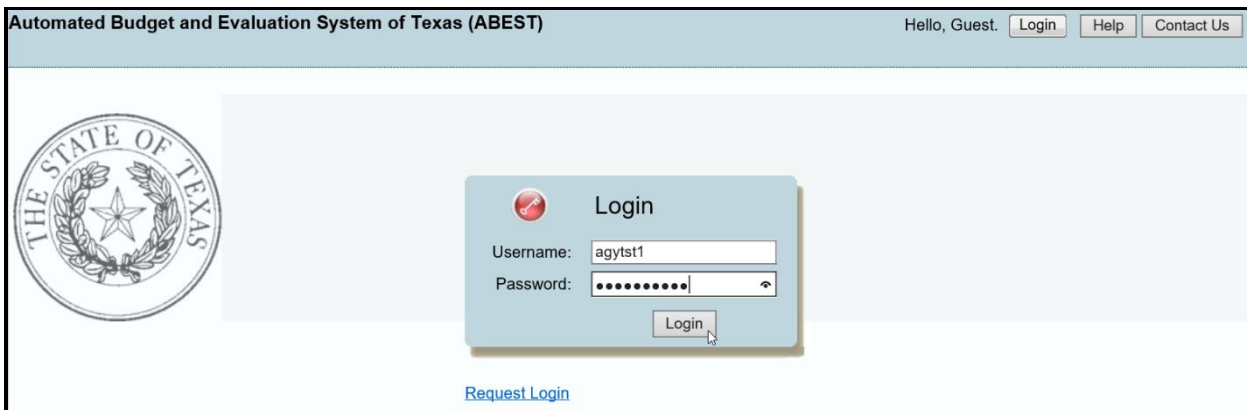 Automated Budget and Evaluation System of Texas (ABEST)
Hello, Guest. Login Help Contact Us
THE STATE OF TEXAS
Login
Username: agytst1
Password: ●●●●●●●●●●
Login
Request Login